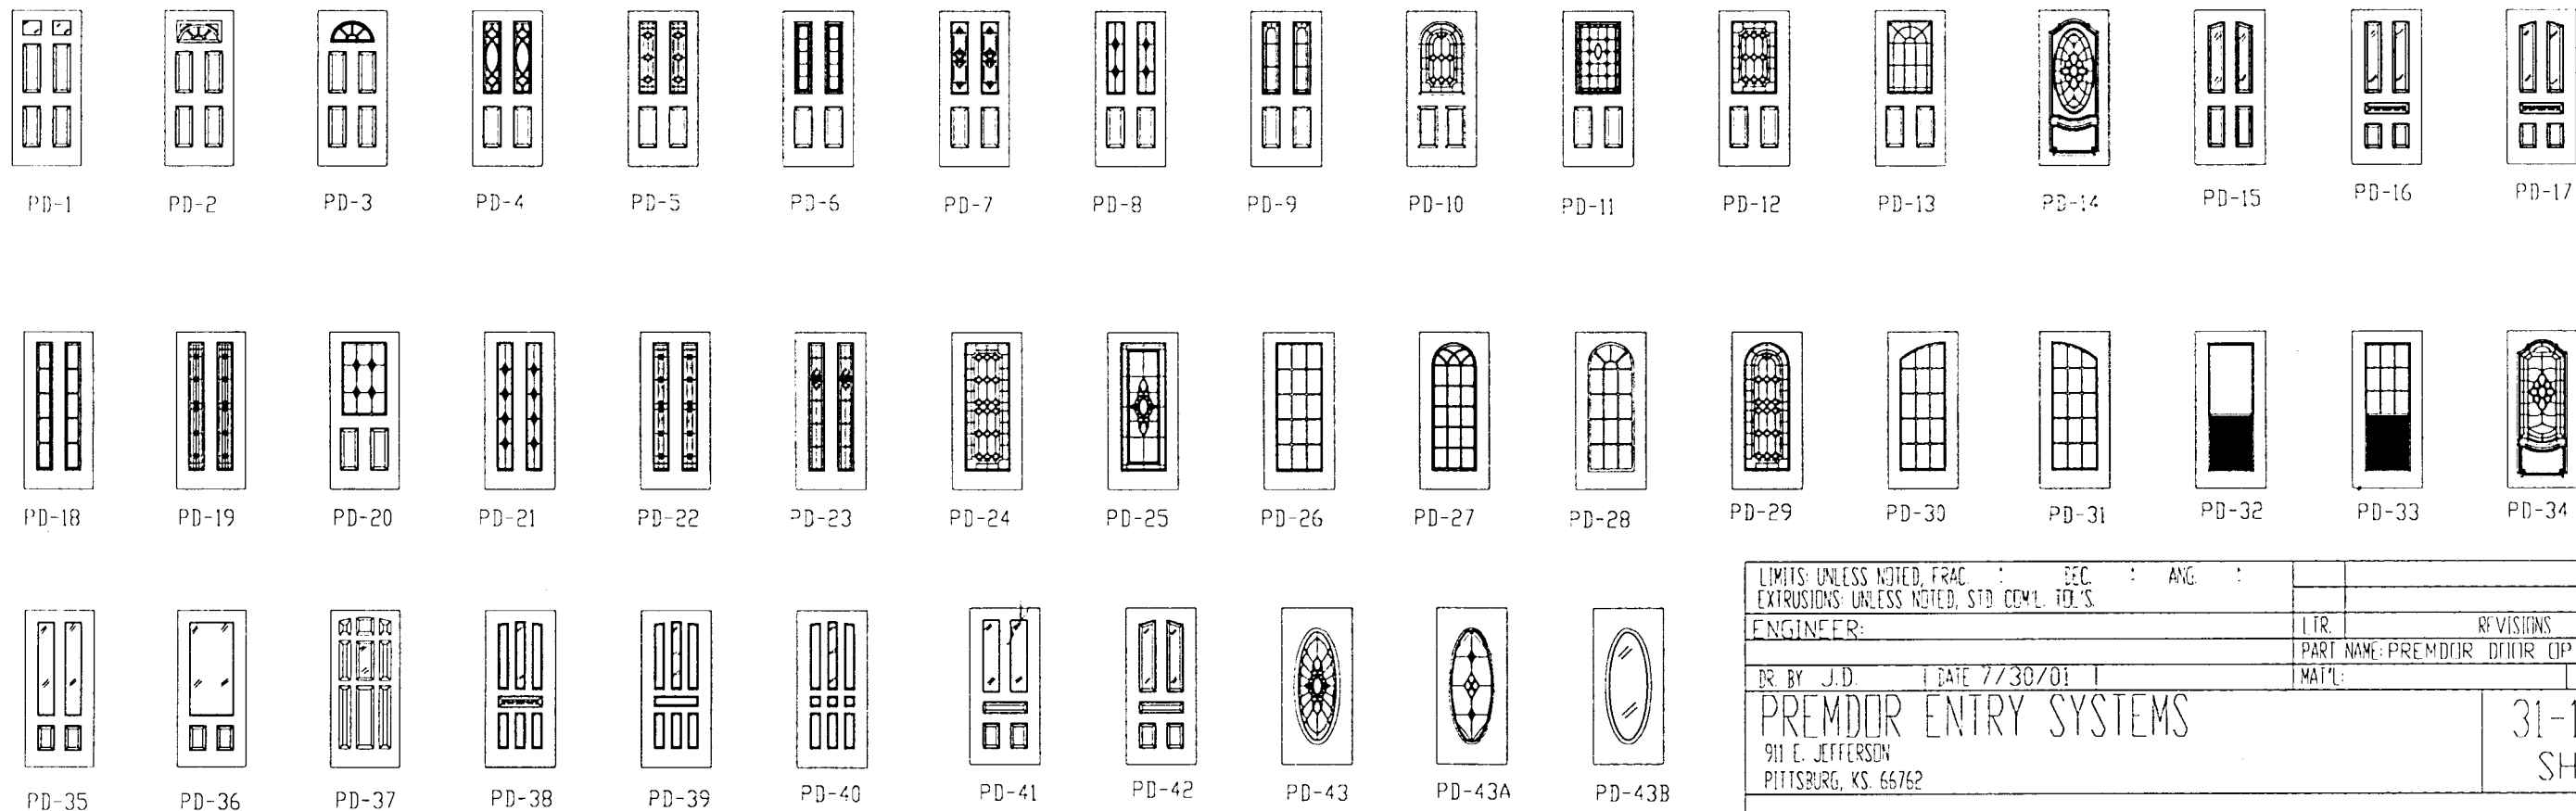 PD-1 PD-2 PD-3 PD-4 PD-5 PD-6 PD-7 PD-8 PD-9 PD-10 PD-11 PD-12 PD-13 PD-14 PD-15 PD-16 PD-17
PD-18 PD-19 PD-20 PD-21 PD-22 PD-23 PD-24 PD-25 PD-26 PD-27 PD-28 PD-29 PD-30 PD-31 PD-32 PD-33 PD-34
PD-35 PD-36 PD-37 PD-38 PD-39 PD-40 PD-41 PD-42 PD-43 PD-43A PD-43B
LIMITS: UNLESS NOTED, FRAC. : DEC. : ANG. :
EXTRUSIONS: UNLESS NOTED, STD. COM'L. TOL'S.
ENGINEER:
LTR. REVISIONS
PART NAME: PREMDOR DOOR OP
DR. BY J.D. DATE 7/30/01
MAT'L:
PREMDOR ENTRY SYSTEMS
911 E. JEFFERSON
PITTSBURG, KS. 66762
31-1
SH